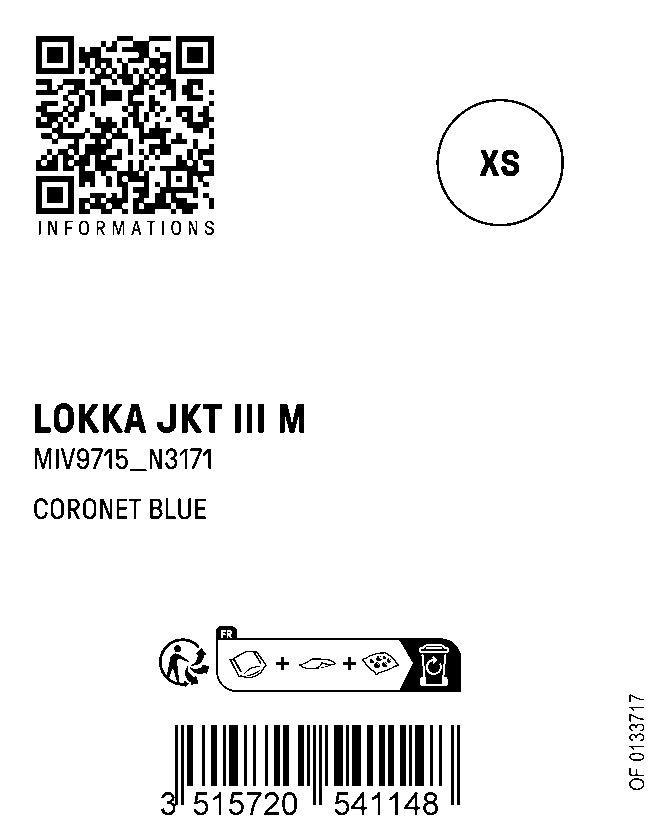 INFORMATIONS
XS
LOKKA JKT III M
MIV9715_N3171
CORONET BLUE
FR
3 515720 541148
OF 0133717